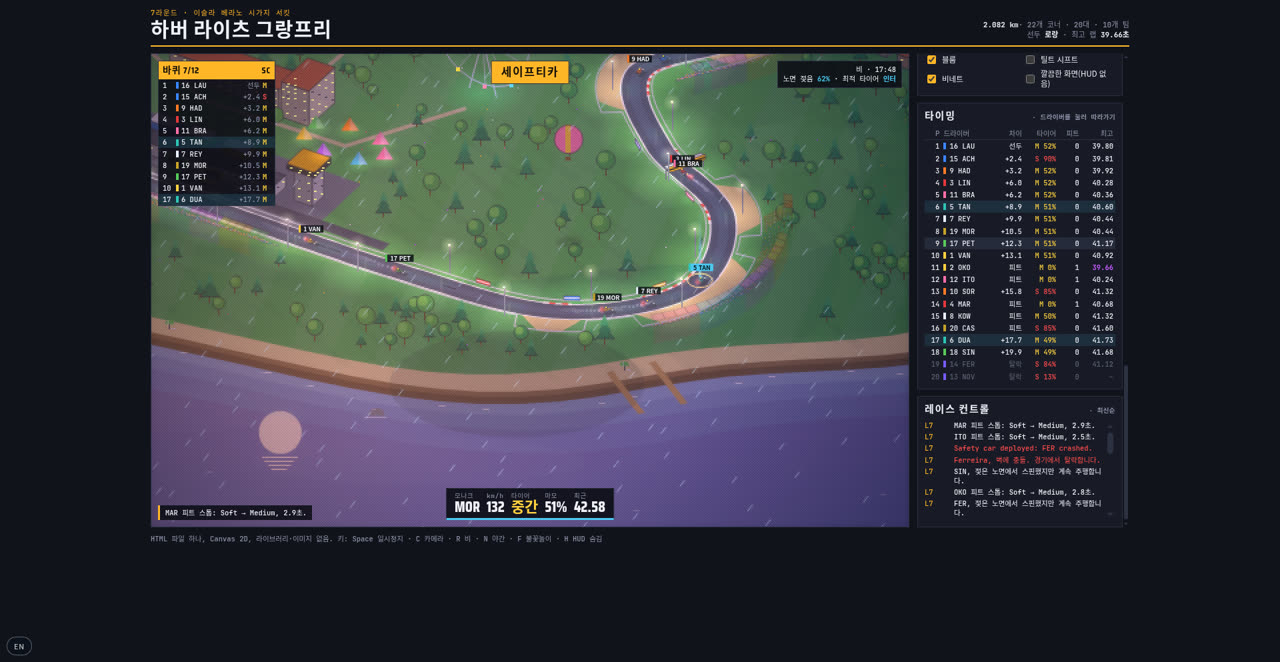 7라운드 · 이솔라 베라노 시가지 서킷
하버 라이츠 그랑프리
2.082 km· 22개 코너 · 20대 · 10개 팀
선두 로랑 · 최고 랩 39.66초
바퀴 7/12 SC
1 16 LAU 선두 M
2 15 ACH +2.4 S
3 9 HAD +3.2 M
4 3 LIN +6.0 M
5 11 BRA +6.2 M
6 5 TAN +8.9 M
7 7 REY +9.9 M
8 19 MOR +10.5 M
9 17 PET +12.3 M
10 1 VAN +13.1 M
17 6 DUA +17.7 M
세이프티카
비 · 17:48
노면 젖음 62% · 최적 타이어 인터
9 HAD
11 BRA
1 VAN
17 PET
5 TAN
7 REY
19 MOR
MAR 피트 스톱: Soft → Medium, 2.9초.
모나크 km/h 타이어 마모 최근
MOR 132 중간 51% 42.58
블룸
틸트 시프트
비네트
깔끔한 화면(HUD 없음)
타이밍 · 드라이버를 눌러 따라가기
P 드라이버 차이 타이어 피트 최고
1 16 LAU 선두 M 52% 0 39.80
2 15 ACH +2.4 S 90% 0 39.81
3 9 HAD +3.2 M 52% 0 39.92
4 3 LIN +6.0 M 52% 0 40.28
5 11 BRA +6.2 M 52% 0 40.36
6 5 TAN +8.9 M 51% 0 40.60
7 7 REY +9.9 M 51% 0 40.44
8 19 MOR +10.5 M 51% 0 40.44
9 17 PET +12.3 M 51% 0 41.17
10 1 VAN +13.1 M 51% 0 40.92
11 2 OKO 피트 M 0% 1 39.66
12 12 ITO 피트 M 0% 1 40.24
13 10 SOR +15.8 S 85% 0 41.32
14 4 MAR 피트 M 0% 1 40.68
15 8 KOW 피트 M 50% 0 41.32
16 20 CAS 피트 S 85% 0 41.60
17 6 DUA +17.7 M 49% 0 41.73
18 18 SIN +19.9 M 49% 0 41.68
19 14 FER 탈락 S 84% 0 41.12
20 13 NOV 탈락 S 13% 0 –
레이스 컨트롤 · 최신순
L7 MAR 피트 스톱: Soft → Medium, 2.9초.
L7 ITO 피트 스톱: Soft → Medium, 2.5초.
L7 Safety car deployed: FER crashed.
L7 Ferreira, 벽에 충돌. 경기에서 탈락합니다.
L7 SIN, 젖은 노면에서 스핀했지만 계속 주행합니다.
L7 OKO 피트 스톱: Soft → Medium, 2.8초.
L7 FER, 젖은 노면에서 스핀했지만 계속 주행합니다.
HTML 파일 하나, Canvas 2D, 라이브러리·이미지 없음. 키: Space 일시정지 · C 카메라 · R 비 · N 야간 · F 불꽃놀이 · H HUD 숨김
EN